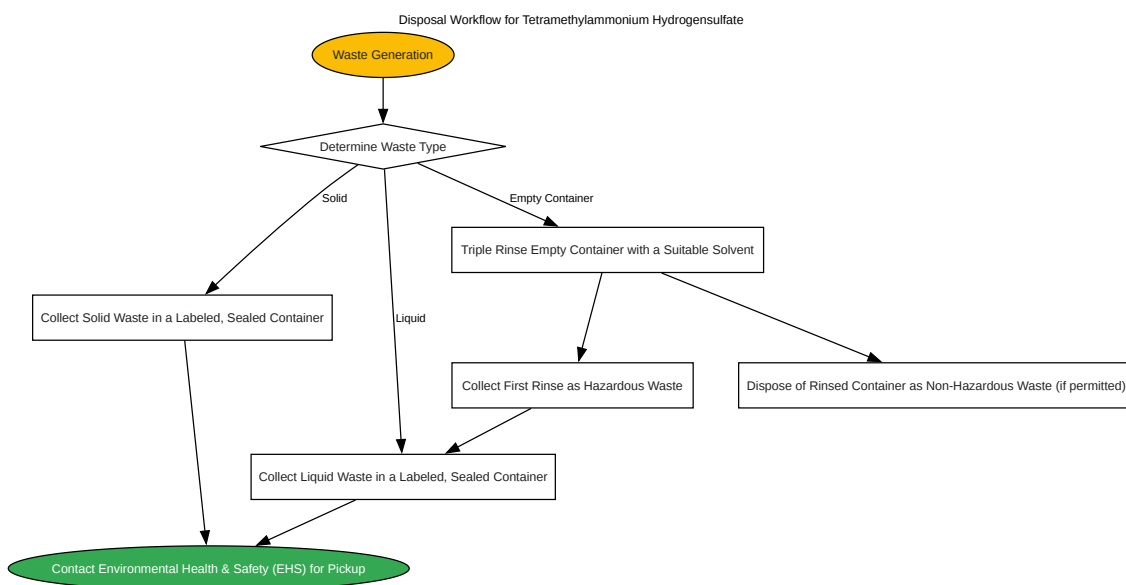 Disposal Workflow for Tetramethylammonium Hydrogensulfate
Waste Generation
Determine Waste Type
Solid
Empty Container
Triple Rinse Empty Container with a Suitable Solvent
Collect Solid Waste in a Labeled, Sealed Container
Liquid
Collect First Rinse as Hazardous Waste
Dispose of Rinsed Container as Non-Hazardous Waste (if permitted)
Collect Liquid Waste in a Labeled, Sealed Container
Contact Environmental Health & Safety (EHS) for Pickup